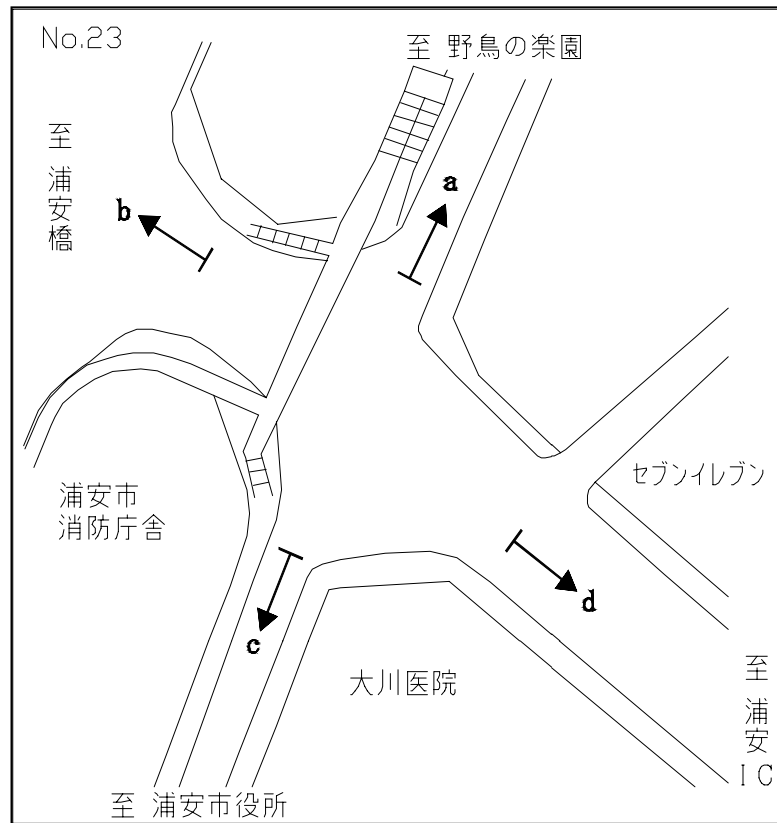 No.23
至 野鳥の楽園
至 浦安橋
a
b
浦安市
消防庁舎
セブンイレブン
c
d
大川医院
至 浦安IC
至 浦安市役所